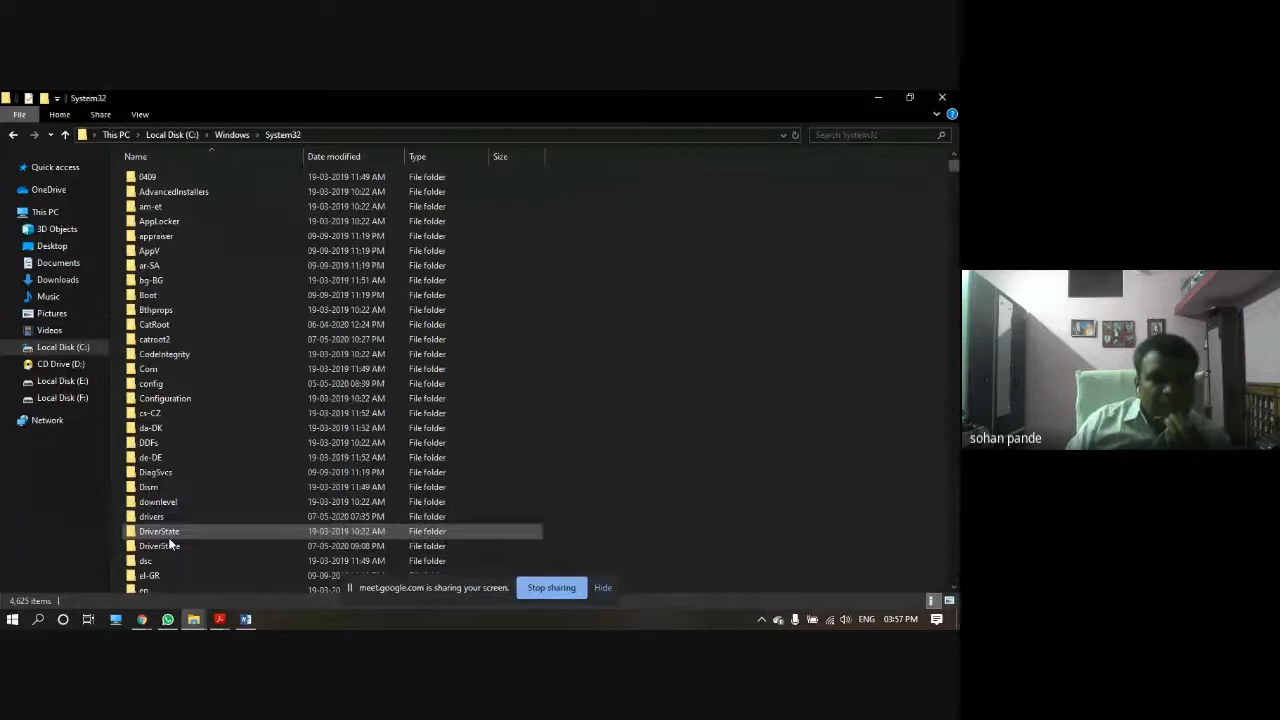 System32
File Home Share View
This PC Local Disk (C:) Windows System32 Search System32
Name Date modified Type Size
Quick access
OneDrive
This PC
3D Objects
Desktop
Documents
Downloads
Music
Pictures
Videos
Local Disk (C:)
CD Drive (D:)
Local Disk (E:)
Local Disk (F:)
Network
0409 19-03-2019 11:49 AM File folder
AdvancedInstallers 19-03-2019 10:22 AM File folder
am-et 19-03-2019 10:22 AM File folder
AppLocker 19-03-2019 10:22 AM File folder
appraiser 09-09-2019 11:19 PM File folder
AppV 09-09-2019 11:19 PM File folder
ar-SA 09-09-2019 11:19 PM File folder
bg-BG 19-03-2019 11:51 AM File folder
Boot 09-09-2019 11:19 PM File folder
Bthprops 19-03-2019 10:22 AM File folder
CatRoot 06-04-2020 12:24 PM File folder
catroot2 07-05-2020 10:27 PM File folder
CodeIntegrity 19-03-2019 10:22 AM File folder
Com 19-03-2019 11:49 AM File folder
config 05-05-2020 08:39 PM File folder
Configuration 19-03-2019 10:22 AM File folder
cs-CZ 19-03-2019 11:52 AM File folder
da-DK 19-03-2019 11:52 AM File folder
DDFs 19-03-2019 10:22 AM File folder
de-DE 19-03-2019 11:52 AM File folder
DiagSvcs 09-09-2019 11:19 PM File folder
Dism 19-03-2019 11:49 AM File folder
downlevel 19-03-2019 10:22 AM File folder
drivers 07-05-2020 07:35 PM File folder
DriverState 19-03-2019 10:22 AM File folder
DriverStore 07-05-2020 09:08 PM File folder
dsc 19-03-2019 11:49 AM File folder
el-GR 09-09-2019
en 19-03-20
meet.google.com is sharing your screen. Stop sharing Hide
4,625 items
ENG 03:57 PM
sohan pande